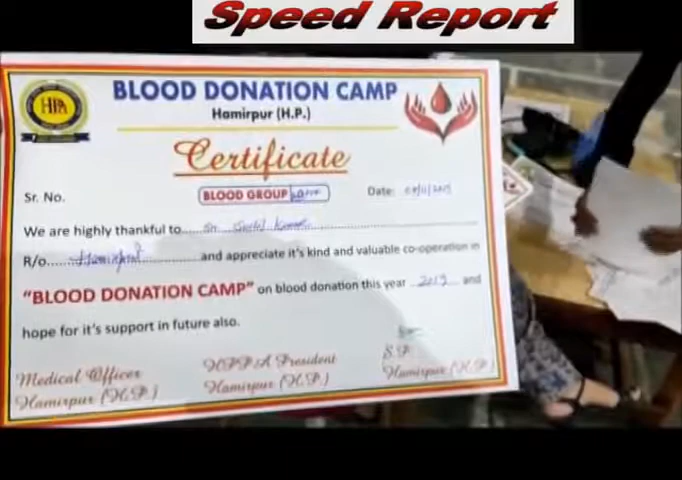 Speed Report
HPA
BLOOD DONATION CAMP
Hamirpur (H.P.)
Certificate
Sr. No.
BLOOD GROUP
Date:
We are highly thankful to............
R/o......Hamirpur............ and appreciate it's kind and valuable co-operation in
"BLOOD DONATION CAMP" on blood donation this year ...2019... and
hope for it's support in future also.
Medical Officer
Hamirpur (H.P.)
President
Hamirpur (H.P.)
S.P.
Hamirpur (H.P.)